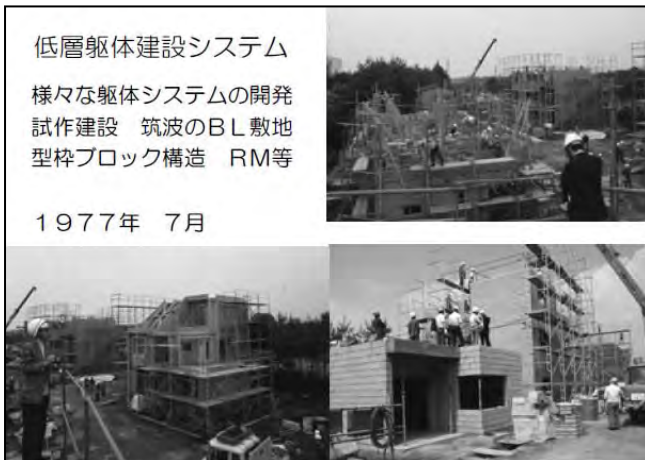 低層躯体建設システム
様々な躯体システムの開発
試作建設　筑波のＢＬ敷地
型枠ブロック構造　ＲＭ等
１９７７年　７月